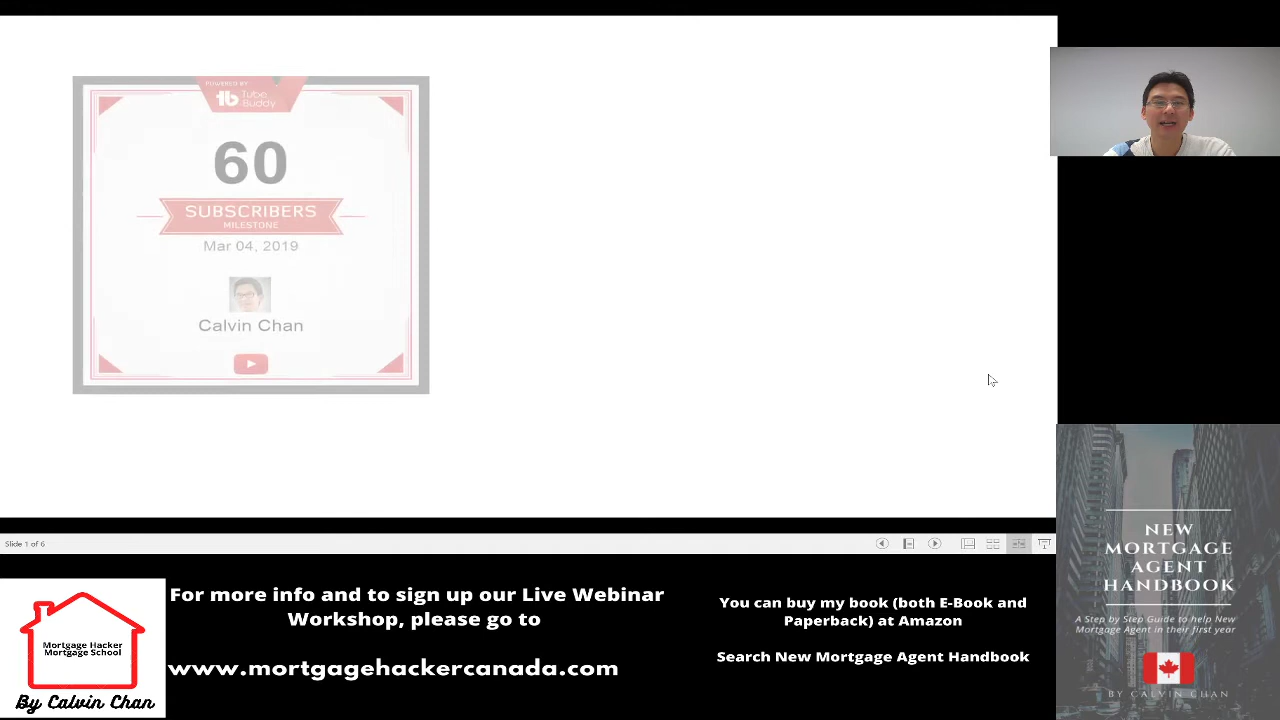 POWERED BY
Tube
Buddy
60
SUBSCRIBERS
MILESTONE
Mar 04, 2019
Calvin Chan
Slide 1 of 6
Mortgage Hacker
Mortgage School
By Calvin Chan
For more info and to sign up our Live Webinar
Workshop, please go to
www.mortgagehackercanada.com
You can buy my book (both E-Book and
Paperback) at Amazon
Search New Mortgage Agent Handbook
NEW
MORTGAGE
AGENT
HANDBOOK
A Step by Step Guide to help New
Mortgage Agent in their first year
BY CALVIN CHAN